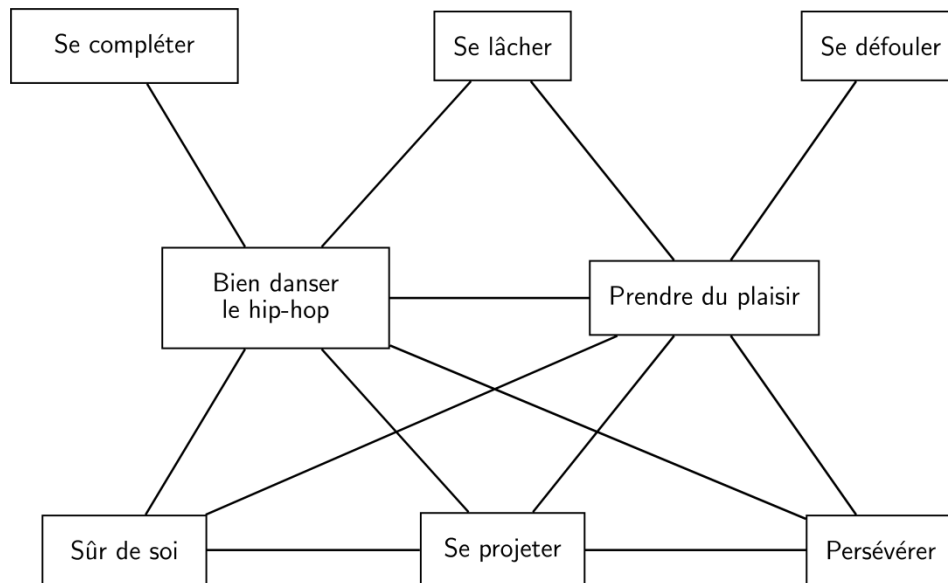 Se compléter
Se lâcher
Se défouler
Bien danser
le hip-hop
Prendre du plaisir
Sûr de soi
Se projeter
Persévérer